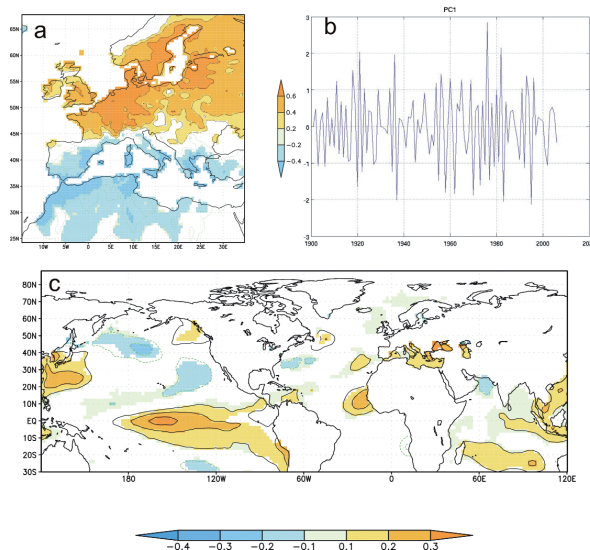 a
65N
60N
55N
50N
45N
40N
35N
30N
25N
10W
5W
0
5E
10E
15E
20E
25E
30E
0.6
0.4
0.2
-0.2
-0.4
PC1
b
3
2
1
0
-1
-2
-3
1900
1920
1940
1960
1980
2000
202
c
80N
70N
60N
50N
40N
30N
20N
10N
EQ
10S
20S
30S
180
120W
60W
0
60E
120E
-0.4
-0.3
-0.2
-0.1
0.1
0.2
0.3